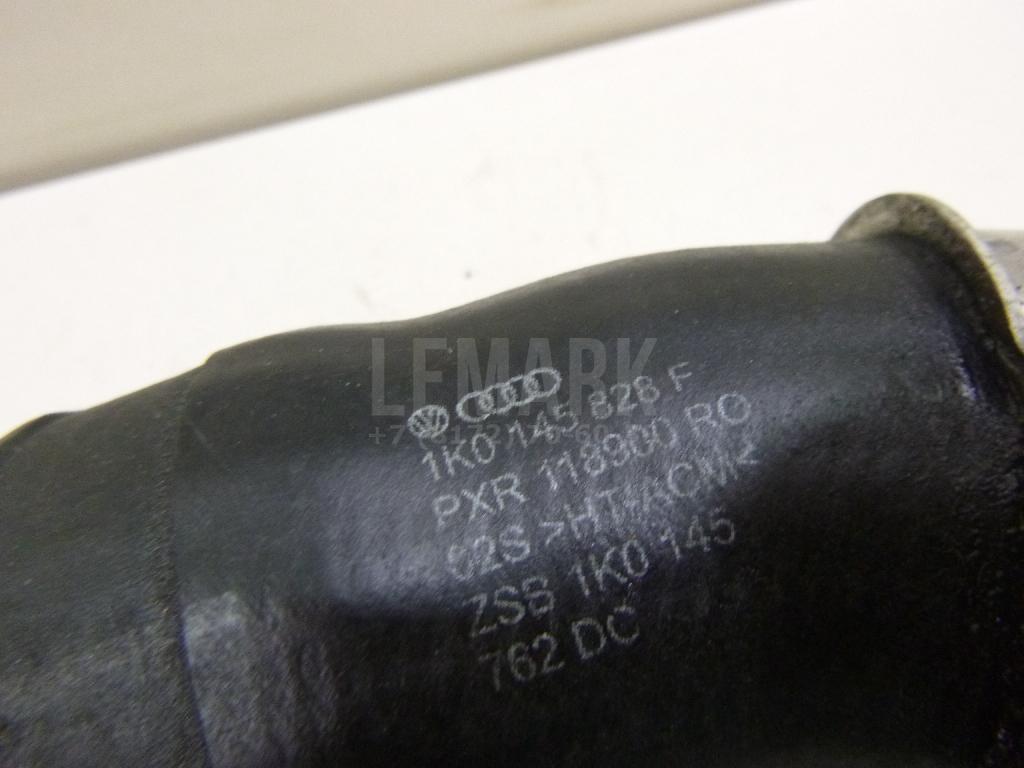 LEMARK
1K0 145 828 F
PXR 118900 RO
02S >HT/ACM<
ZSB 1K0 145
762 DC